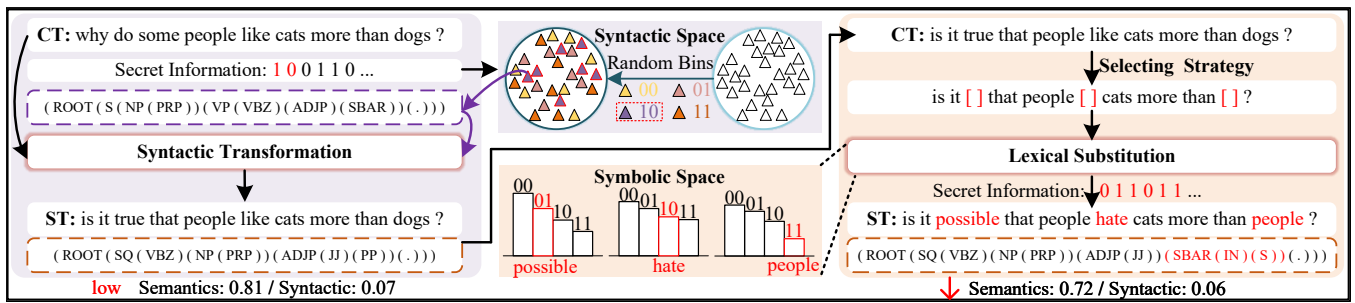 CT: why do some people like cats more than dogs ?
Secret Information: 1 0 0 1 1 0 ...
( ROOT ( S ( NP ( PRP ) ) ( VP ( VBZ ) ( ADJP ) ( SBAR ) ) ( . ) ) )
Syntactic Transformation
ST: is it true that people like cats more than dogs ?
( ROOT ( SQ ( VBZ ) ( NP ( PRP ) ) ( ADJP ( JJ ) ( PP ) ) ( . ) ) )
low Semantics: 0.81 / Syntactic: 0.07
Syntactic Space
Random Bins
00 01
10 11
Symbolic Space
00 01 10 11
possible
00 01 10 11
hate
00 01 10 11
people
CT: is it true that people like cats more than dogs ?
Selecting Strategy
is it [ ] that people [ ] cats more than [ ] ?
Lexical Substitution
Secret Information: 0 1 1 0 1 1 ...
ST: is it possible that people hate cats more than people ?
( ROOT ( SQ ( VBZ ) ( NP ( PRP ) ) ( ADJP ( JJ ) ) ( SBAR ( IN ) ( S ) ) ( . ) ) )
Semantics: 0.72 / Syntactic: 0.06